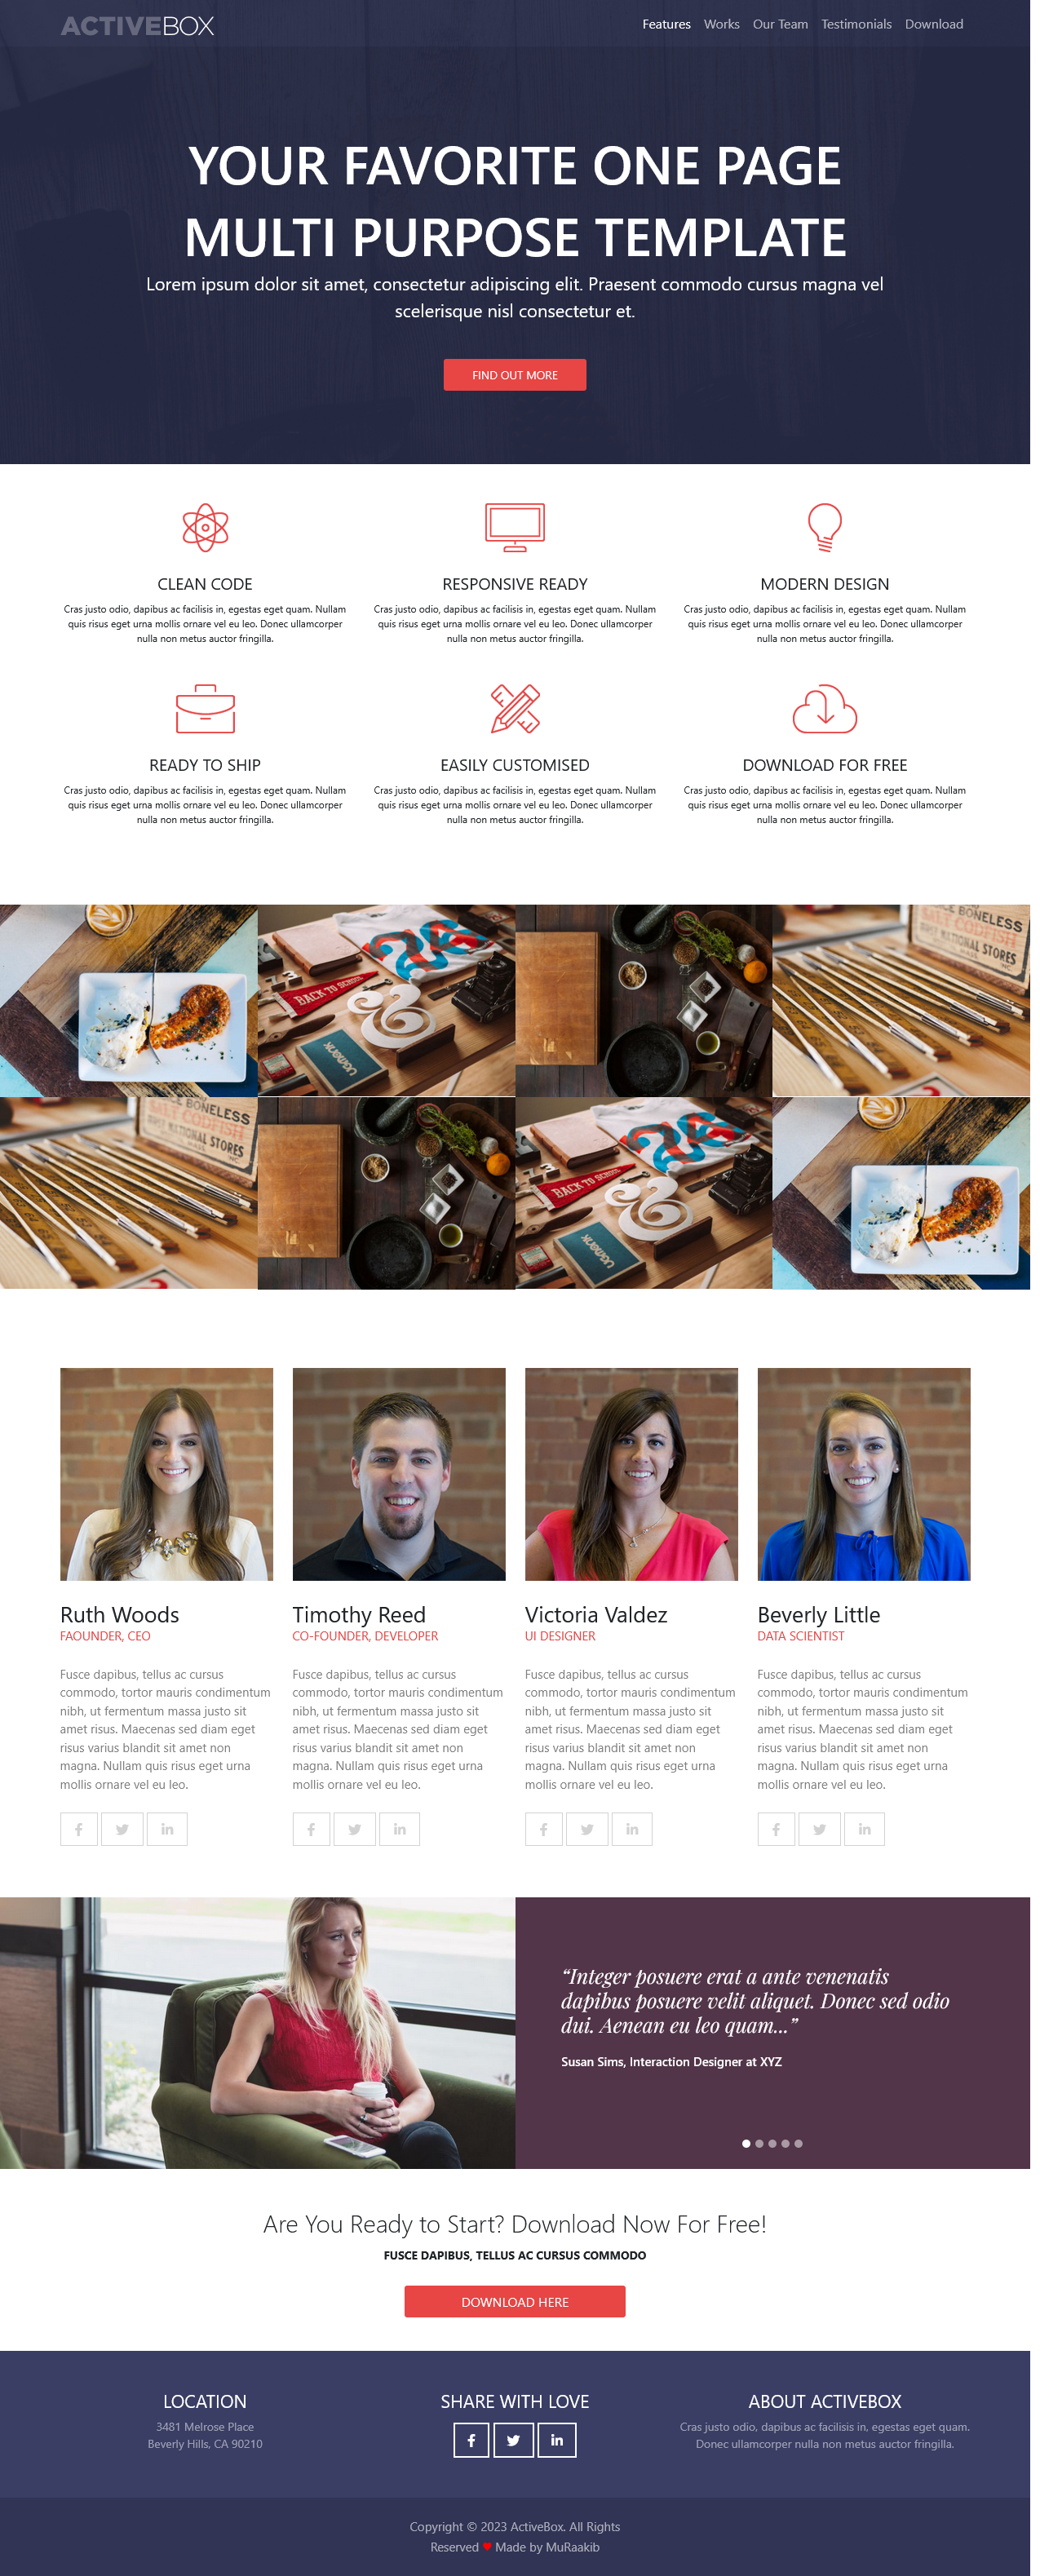 ACTIVEBOX
Features Works Our Team Testimonials Download
YOUR FAVORITE ONE PAGE
MULTI PURPOSE TEMPLATE
Lorem ipsum dolor sit amet, consectetur adipiscing elit. Praesent commodo cursus magna vel
scelerisque nisl consectetur et.
FIND OUT MORE
CLEAN CODE
Cras justo odio, dapibus ac facilisis in, egestas eget quam. Nullam
quis risus eget urna mollis ornare vel eu leo. Donec ullamcorper
nulla non metus auctor fringilla.
RESPONSIVE READY
Cras justo odio, dapibus ac facilisis in, egestas eget quam. Nullam
quis risus eget urna mollis ornare vel eu leo. Donec ullamcorper
nulla non metus auctor fringilla.
MODERN DESIGN
Cras justo odio, dapibus ac facilisis in, egestas eget quam. Nullam
quis risus eget urna mollis ornare vel eu leo. Donec ullamcorper
nulla non metus auctor fringilla.
READY TO SHIP
Cras justo odio, dapibus ac facilisis in, egestas eget quam. Nullam
quis risus eget urna mollis ornare vel eu leo. Donec ullamcorper
nulla non metus auctor fringilla.
EASILY CUSTOMISED
Cras justo odio, dapibus ac facilisis in, egestas eget quam. Nullam
quis risus eget urna mollis ornare vel eu leo. Donec ullamcorper
nulla non metus auctor fringilla.
DOWNLOAD FOR FREE
Cras justo odio, dapibus ac facilisis in, egestas eget quam. Nullam
quis risus eget urna mollis ornare vel eu leo. Donec ullamcorper
nulla non metus auctor fringilla.
BACK TO SCHOOL
&
BONELESS
STORES
BONELESS
STORES
BACK TO SCHOOL
&
Ruth Woods
FAOUNDER, CEO
Fusce dapibus, tellus ac cursus
commodo, tortor mauris condimentum
nibh, ut fermentum massa justo sit
amet risus. Maecenas sed diam eget
risus varius blandit sit amet non
magna. Nullam quis risus eget urna
mollis ornare vel eu leo.
Timothy Reed
CO-FOUNDER, DEVELOPER
Fusce dapibus, tellus ac cursus
commodo, tortor mauris condimentum
nibh, ut fermentum massa justo sit
amet risus. Maecenas sed diam eget
risus varius blandit sit amet non
magna. Nullam quis risus eget urna
mollis ornare vel eu leo.
Victoria Valdez
UI DESIGNER
Fusce dapibus, tellus ac cursus
commodo, tortor mauris condimentum
nibh, ut fermentum massa justo sit
amet risus. Maecenas sed diam eget
risus varius blandit sit amet non
magna. Nullam quis risus eget urna
mollis ornare vel eu leo.
Beverly Little
DATA SCIENTIST
Fusce dapibus, tellus ac cursus
commodo, tortor mauris condimentum
nibh, ut fermentum massa justo sit
amet risus. Maecenas sed diam eget
risus varius blandit sit amet non
magna. Nullam quis risus eget urna
mollis ornare vel eu leo.
“Integer posuere erat a ante venenatis
dapibus posuere velit aliquet. Donec sed odio
dui. Aenean eu leo quam...”
Susan Sims, Interaction Designer at XYZ
Are You Ready to Start? Download Now For Free!
FUSCE DAPIBUS, TELLUS AC CURSUS COMMODO
DOWNLOAD HERE
LOCATION
3481 Melrose Place
Beverly Hills, CA 90210
SHARE WITH LOVE
ABOUT ACTIVEBOX
Cras justo odio, dapibus ac facilisis in, egestas eget quam.
Donec ullamcorper nulla non metus auctor fringilla.
Copyright © 2023 ActiveBox. All Rights
Reserved ♥ Made by MuRaakib